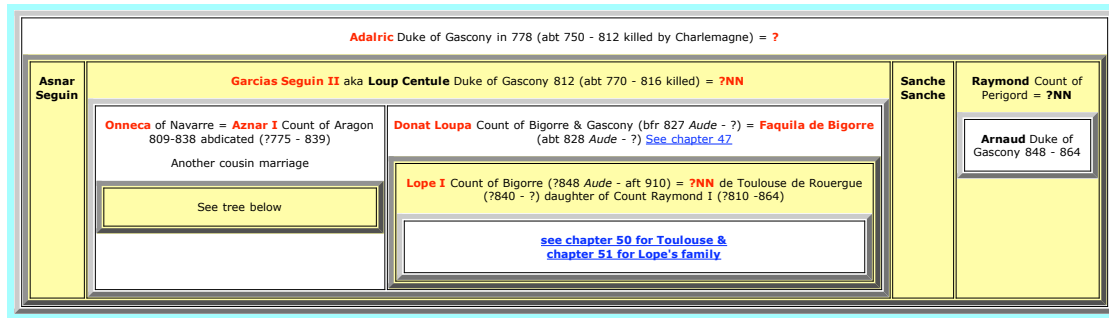 Adalric Duke of Gascony in 778 (abt 750 - 812 killed by Charlemagne) = ?
Asnar
Seguin
Garcias Seguin II aka Loup Centule Duke of Gascony 812 (abt 770 - 816 killed) = ?NN
Onneca of Navarre = Aznar I Count of Aragon
809-838 abdicated (?775 - 839)
Another cousin marriage
See tree below
Donat Loupa Count of Bigorre & Gascony (bfr 827 Aude - ?) = Faquila de Bigorre
(abt 828 Aude - ?) See chapter 47
Lope I Count of Bigorre (?848 Aude - aft 910) = ?NN de Toulouse de Rouergue
(?840 - ?) daughter of Count Raymond I (?810 -864)
see chapter 50 for Toulouse &
chapter 51 for Lope's family
Sanche
Sanche
Raymond Count of
Perigord = ?NN
Arnaud Duke of
Gascony 848 - 864